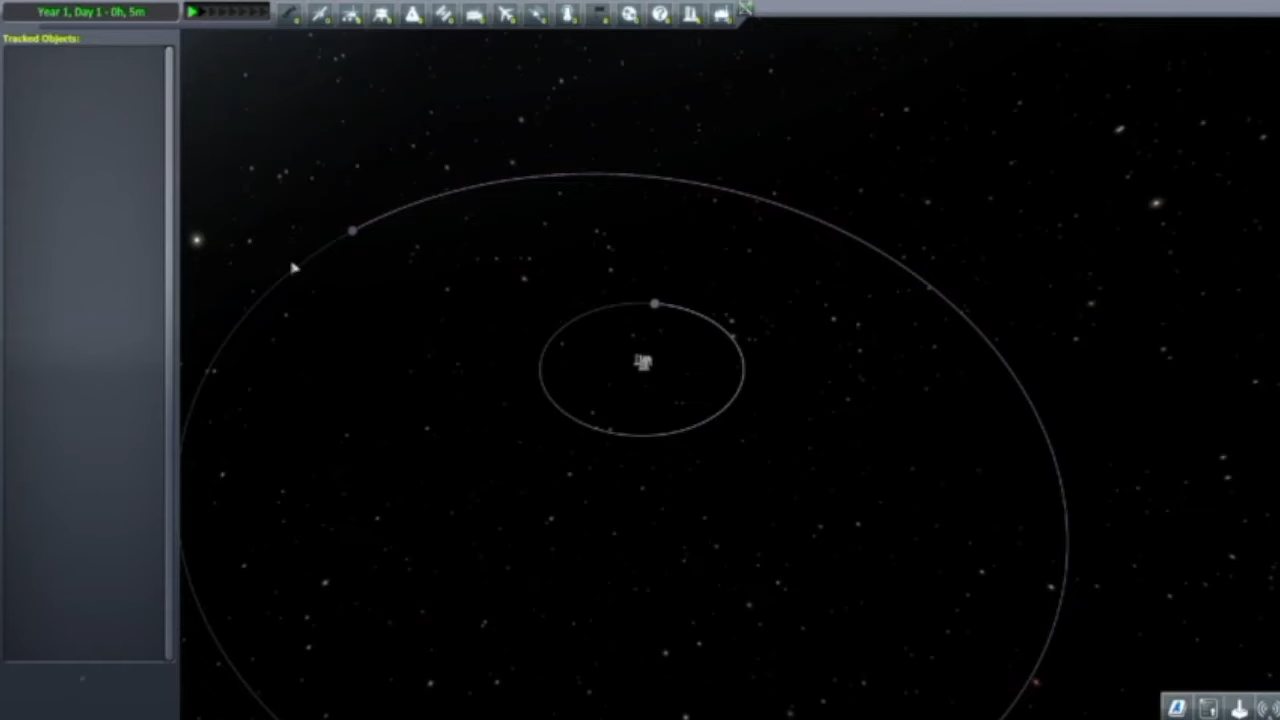 Year 1, Day 1 - 0h, 5m
Tracked Objects: